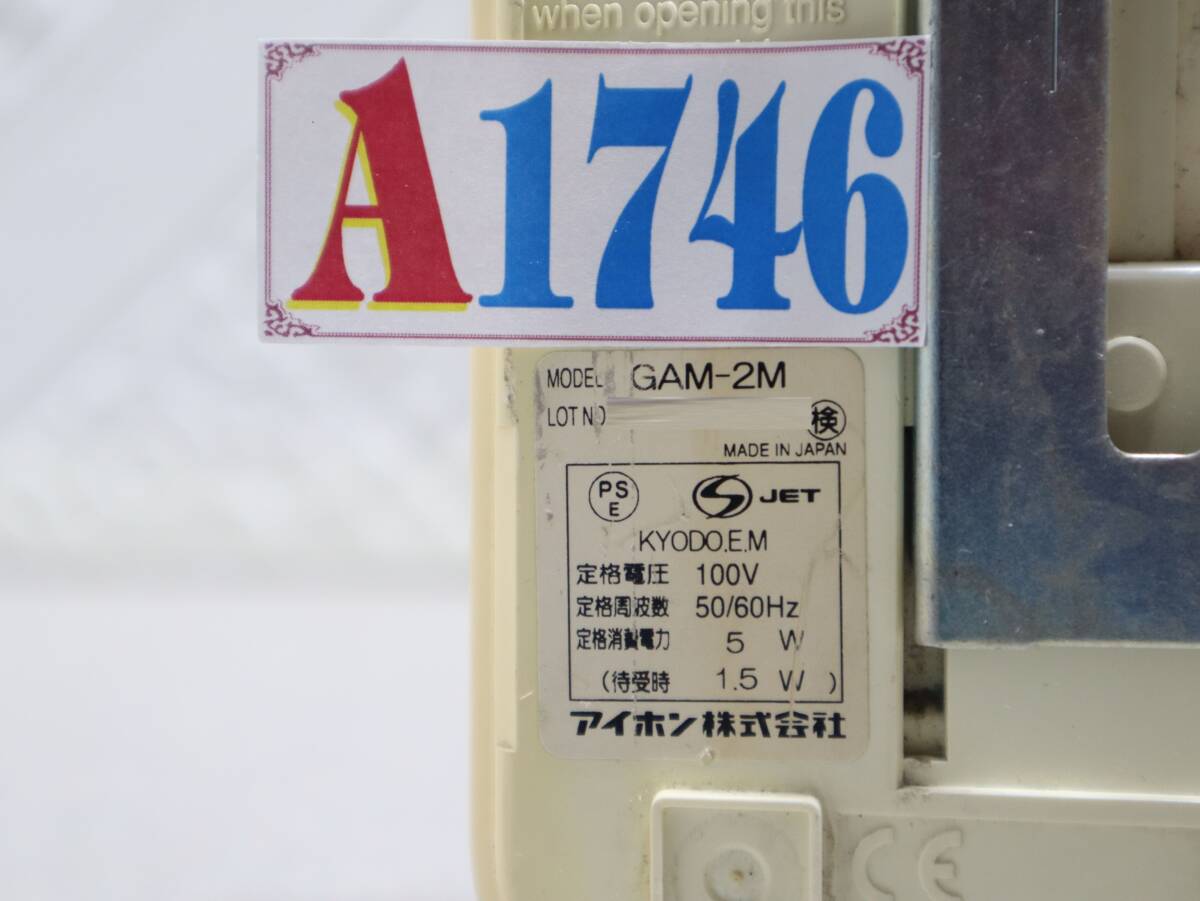 when opening this
A1746
MODEL GAM-2M
LOT NO
検
MADE IN JAPAN
PS
E
S JET
KYODO.E.M
定格電圧 100V
定格周波数 50/60Hz
定格消費電力 5 W
(待受時 1.5 W )
アイホン株式会社
CE